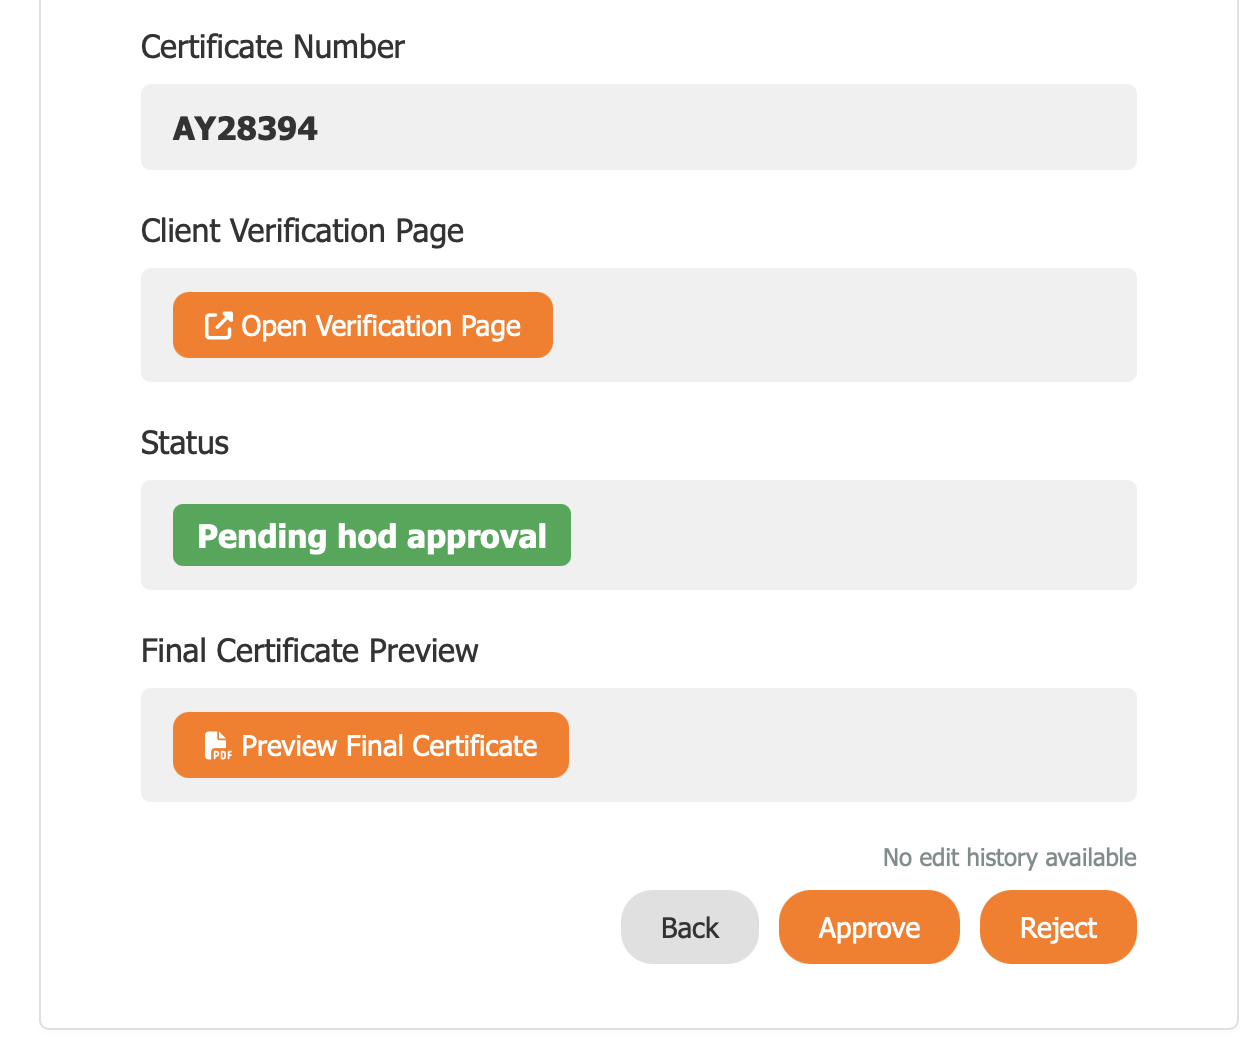 Certificate Number
AY28394
Client Verification Page
Open Verification Page
Status
Pending hod approval
Final Certificate Preview
PDF Preview Final Certificate
No edit history available
Back Approve Reject